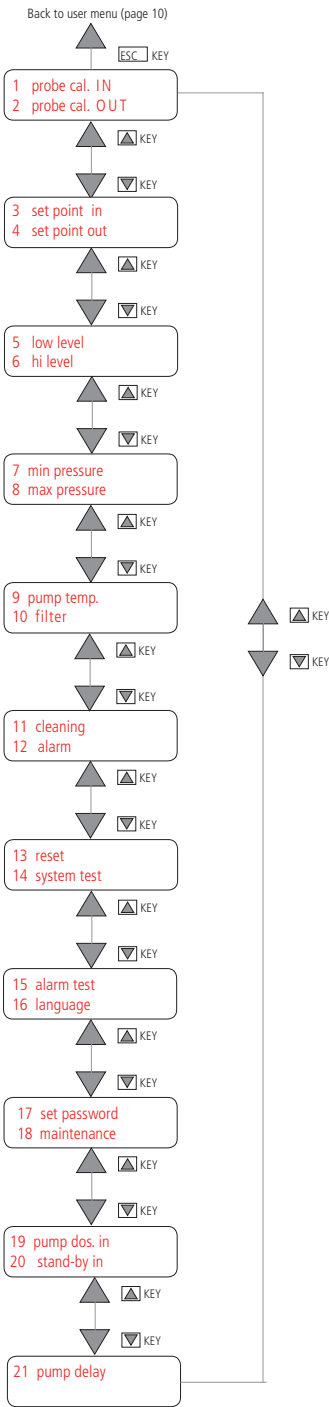 Back to user menu (page 10)
ESC KEY
1 probe cal. IN
2 probe cal. OUT
KEY
KEY
3 set point in
4 set point out
KEY
KEY
5 low level
6 hi level
KEY
KEY
7 min pressure
8 max pressure
KEY
KEY
9 pump temp.
10 filter
KEY
KEY
KEY
KEY
11 cleaning
12 alarm
KEY
KEY
13 reset
14 system test
KEY
KEY
15 alarm test
16 language
KEY
KEY
17 set password
18 maintenance
KEY
KEY
19 pump dos. in
20 stand-by in
KEY
KEY
21 pump delay